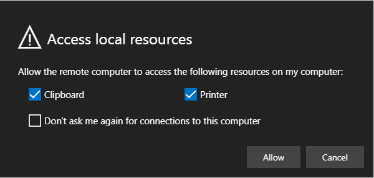 Access local resources
Allow the remote computer to access the following resources on my computer:
Clipboard Printer
Don't ask me again for connections to this computer
Allow Cancel